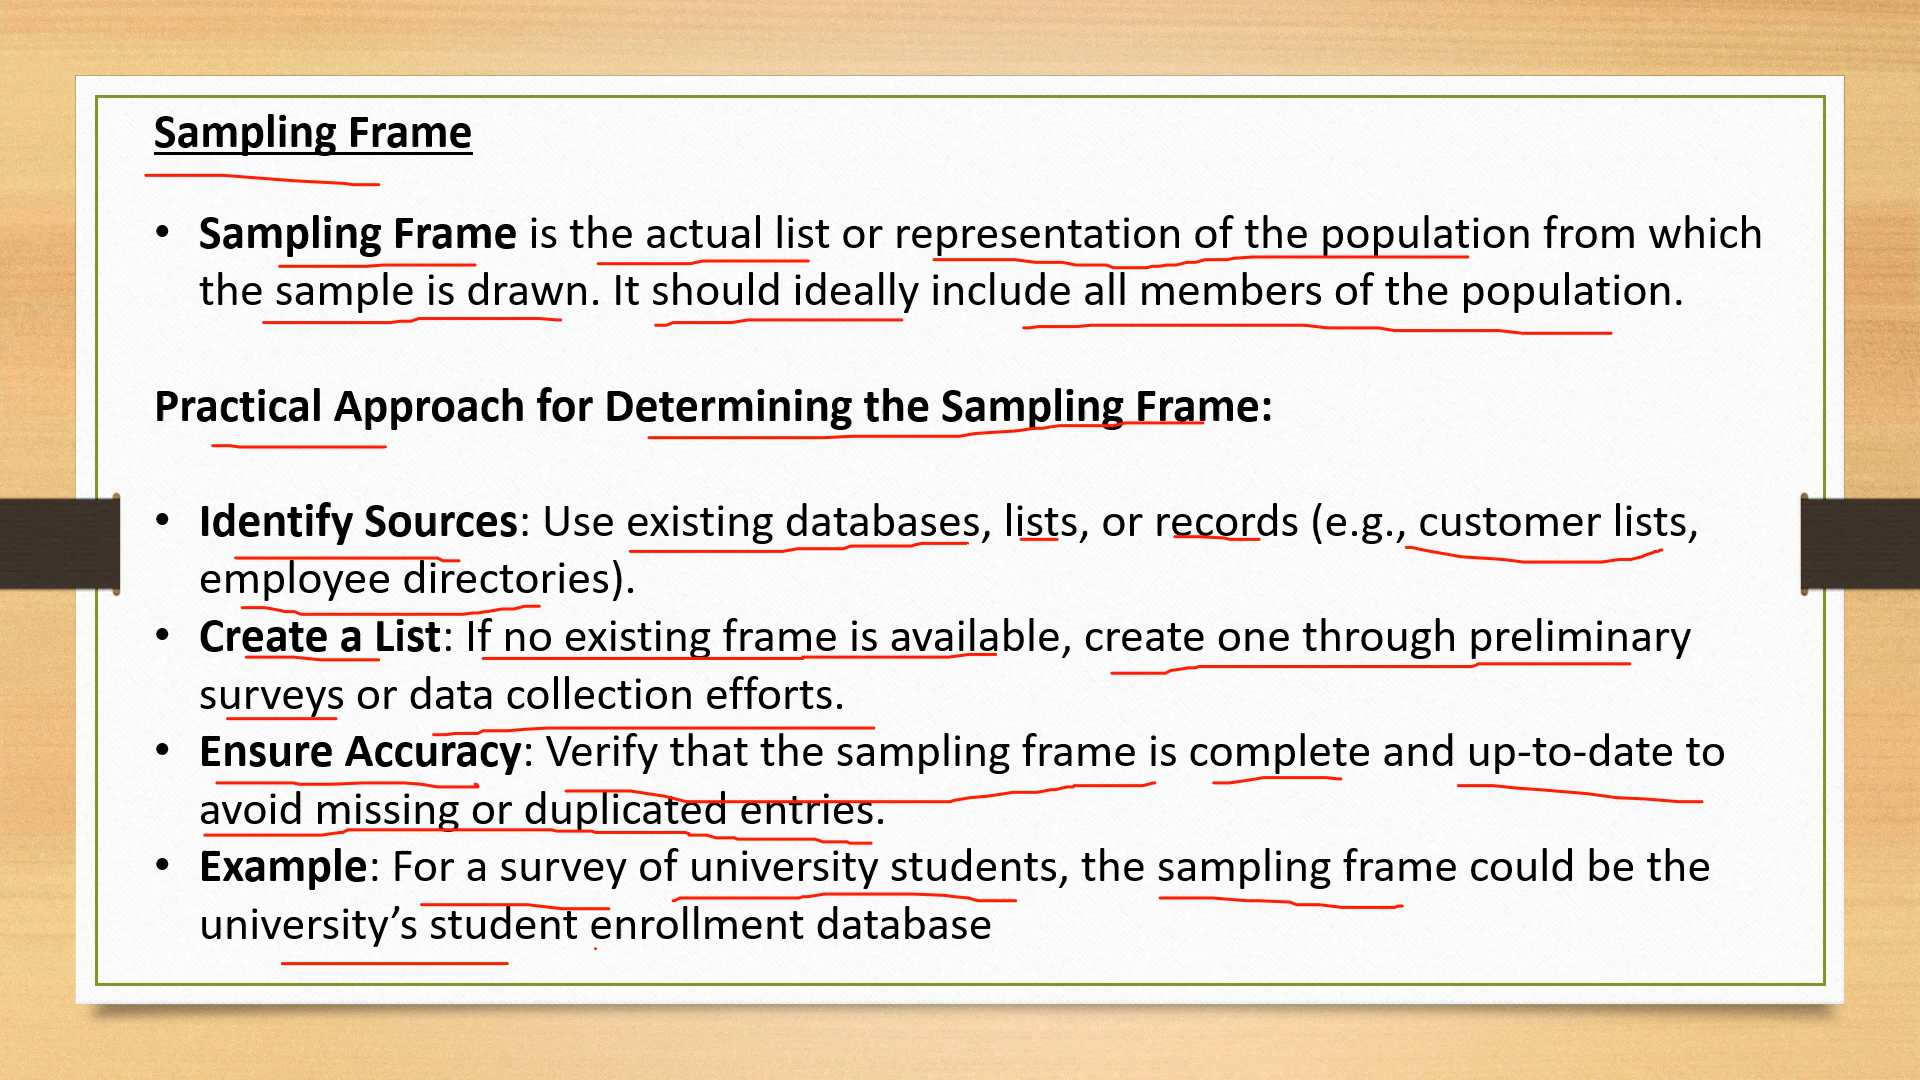 Sampling Frame
• Sampling Frame is the actual list or representation of the population from which
the sample is drawn. It should ideally include all members of the population.
Practical Approach for Determining the Sampling Frame:
• Identify Sources: Use existing databases, lists, or records (e.g., customer lists,
employee directories).
• Create a List: If no existing frame is available, create one through preliminary
surveys or data collection efforts.
• Ensure Accuracy: Verify that the sampling frame is complete and up-to-date to
avoid missing or duplicated entries.
• Example: For a survey of university students, the sampling frame could be the
university’s student enrollment database